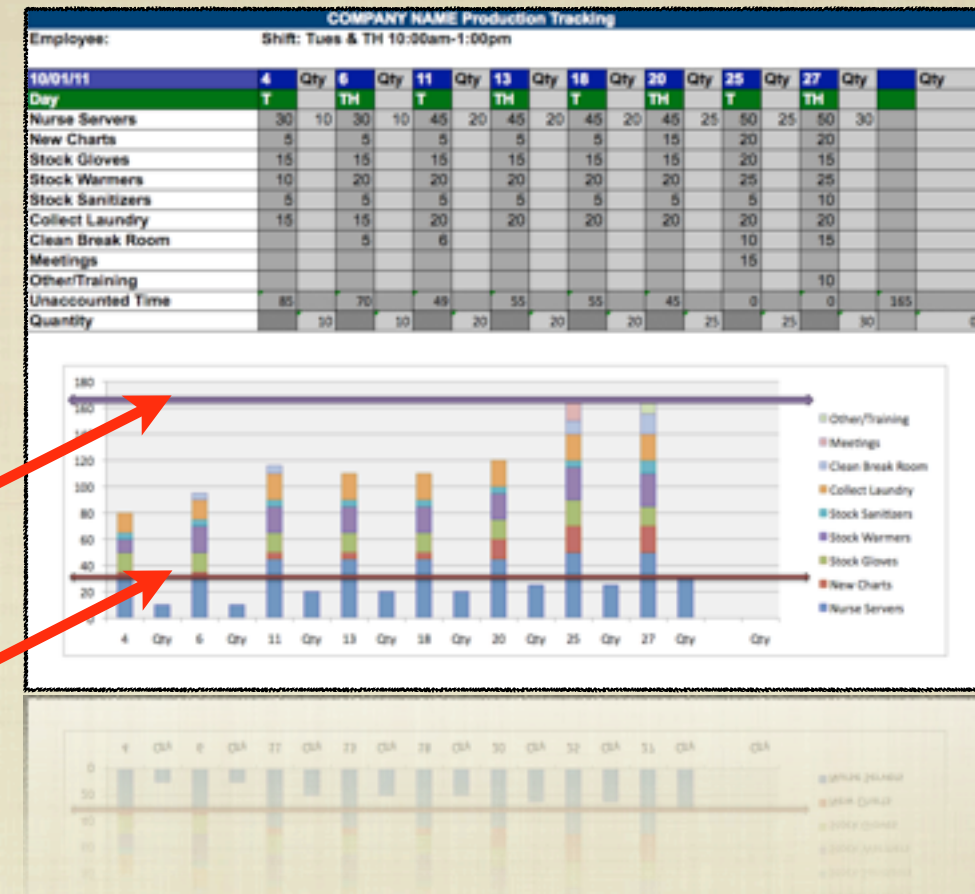 COMPANY NAME Production Tracking
Employee: Shift: Tues & TH 10:00am-1:00pm
10/01/11 4 Qty 6 Qty 11 Qty 13 Qty 18 Qty 20 Qty 25 Qty 27 Qty Qty
Day T TH T TH T TH T TH
Nurse Servers 30 10 30 10 45 20 45 20 45 20 45 25 50 25 50 30
New Charts 5 5 5 5 5 15 20 20
Stock Gloves 15 15 15 15 15 15 20 15
Stock Warmers 10 20 20 20 20 20 25 25
Stock Sanitizers 5 5 5 5 5 5 5 10
Collect Laundry 15 15 20 20 20 20 20 20
Clean Break Room 5 6 10 15
Meetings 15
Other/Training 10
Unaccounted Time 85 70 49 55 55 45 0 0 165
Quantity 10 10 20 20 20 25 25 30 0
180
160
120
100
80
60
40
20
4 Qty 6 Qty 11 Qty 13 Qty 18 Qty 20 Qty 25 Qty 27 Qty Qty
Other/Training
Meetings
Clean Break Room
Collect Laundry
Stock Sanitizers
Stock Warmers
Stock Gloves
New Charts
Nurse Servers